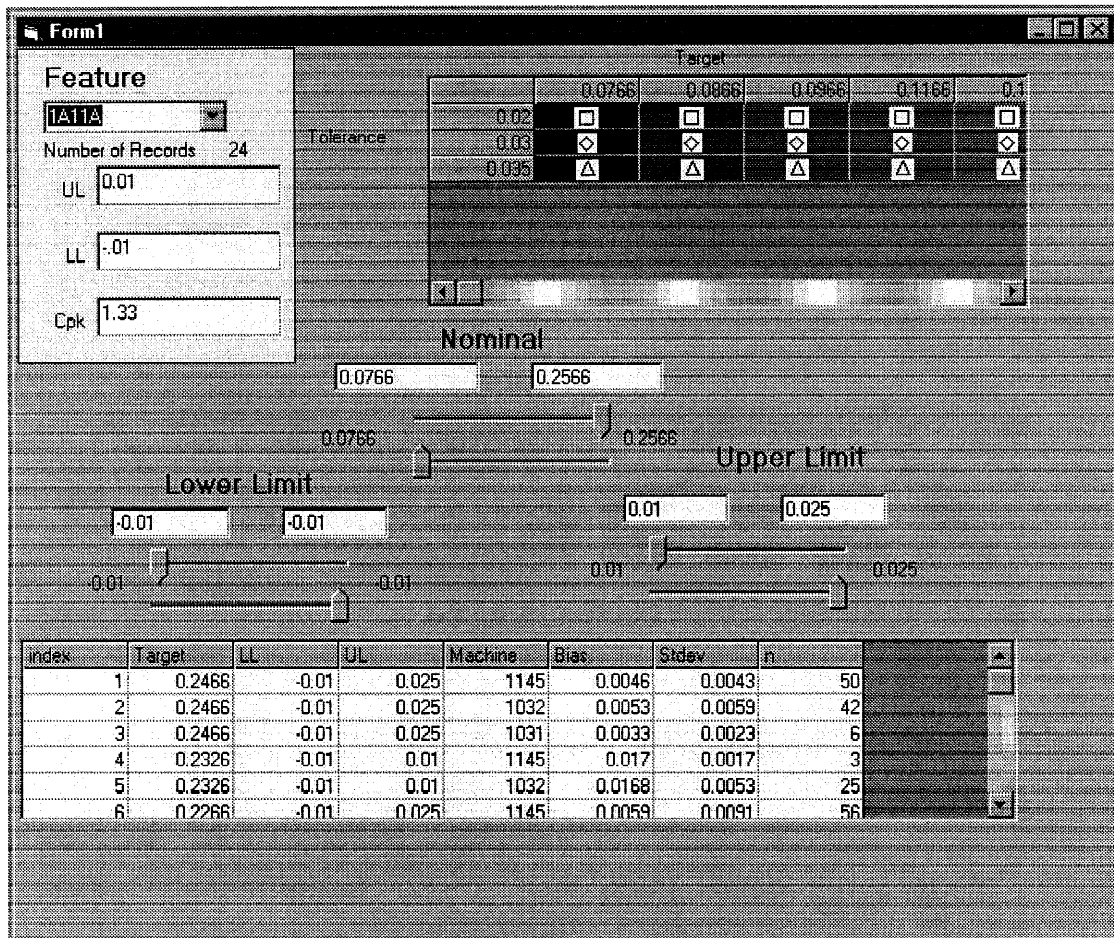 Form1
Feature
1A11A
Number of Records 24
UL 0.01
LL -.01
Cpk 1.33
Target
0.0766 0.0866 0.0966 0.1166 0.1
Tolerance
0.02
0.03
0.035
Nominal
0.0766 0.2566
0.0766 0.2566
Lower Limit
-0.01 -0.01
-0.01 -0.01
Upper Limit
0.01 0.025
0.01 0.025
index Target LL UL Machine Bias Stdev n
1 0.2466 -0.01 0.025 1145 0.0046 0.0043 50
2 0.2466 -0.01 0.025 1032 0.0053 0.0059 42
3 0.2466 -0.01 0.025 1031 0.0033 0.0023 6
4 0.2326 -0.01 0.01 1145 0.017 0.0017 3
5 0.2326 -0.01 0.01 1032 0.0168 0.0053 25
6 0.2266 -0.01 0.025 1145 0.0059 0.0091 56